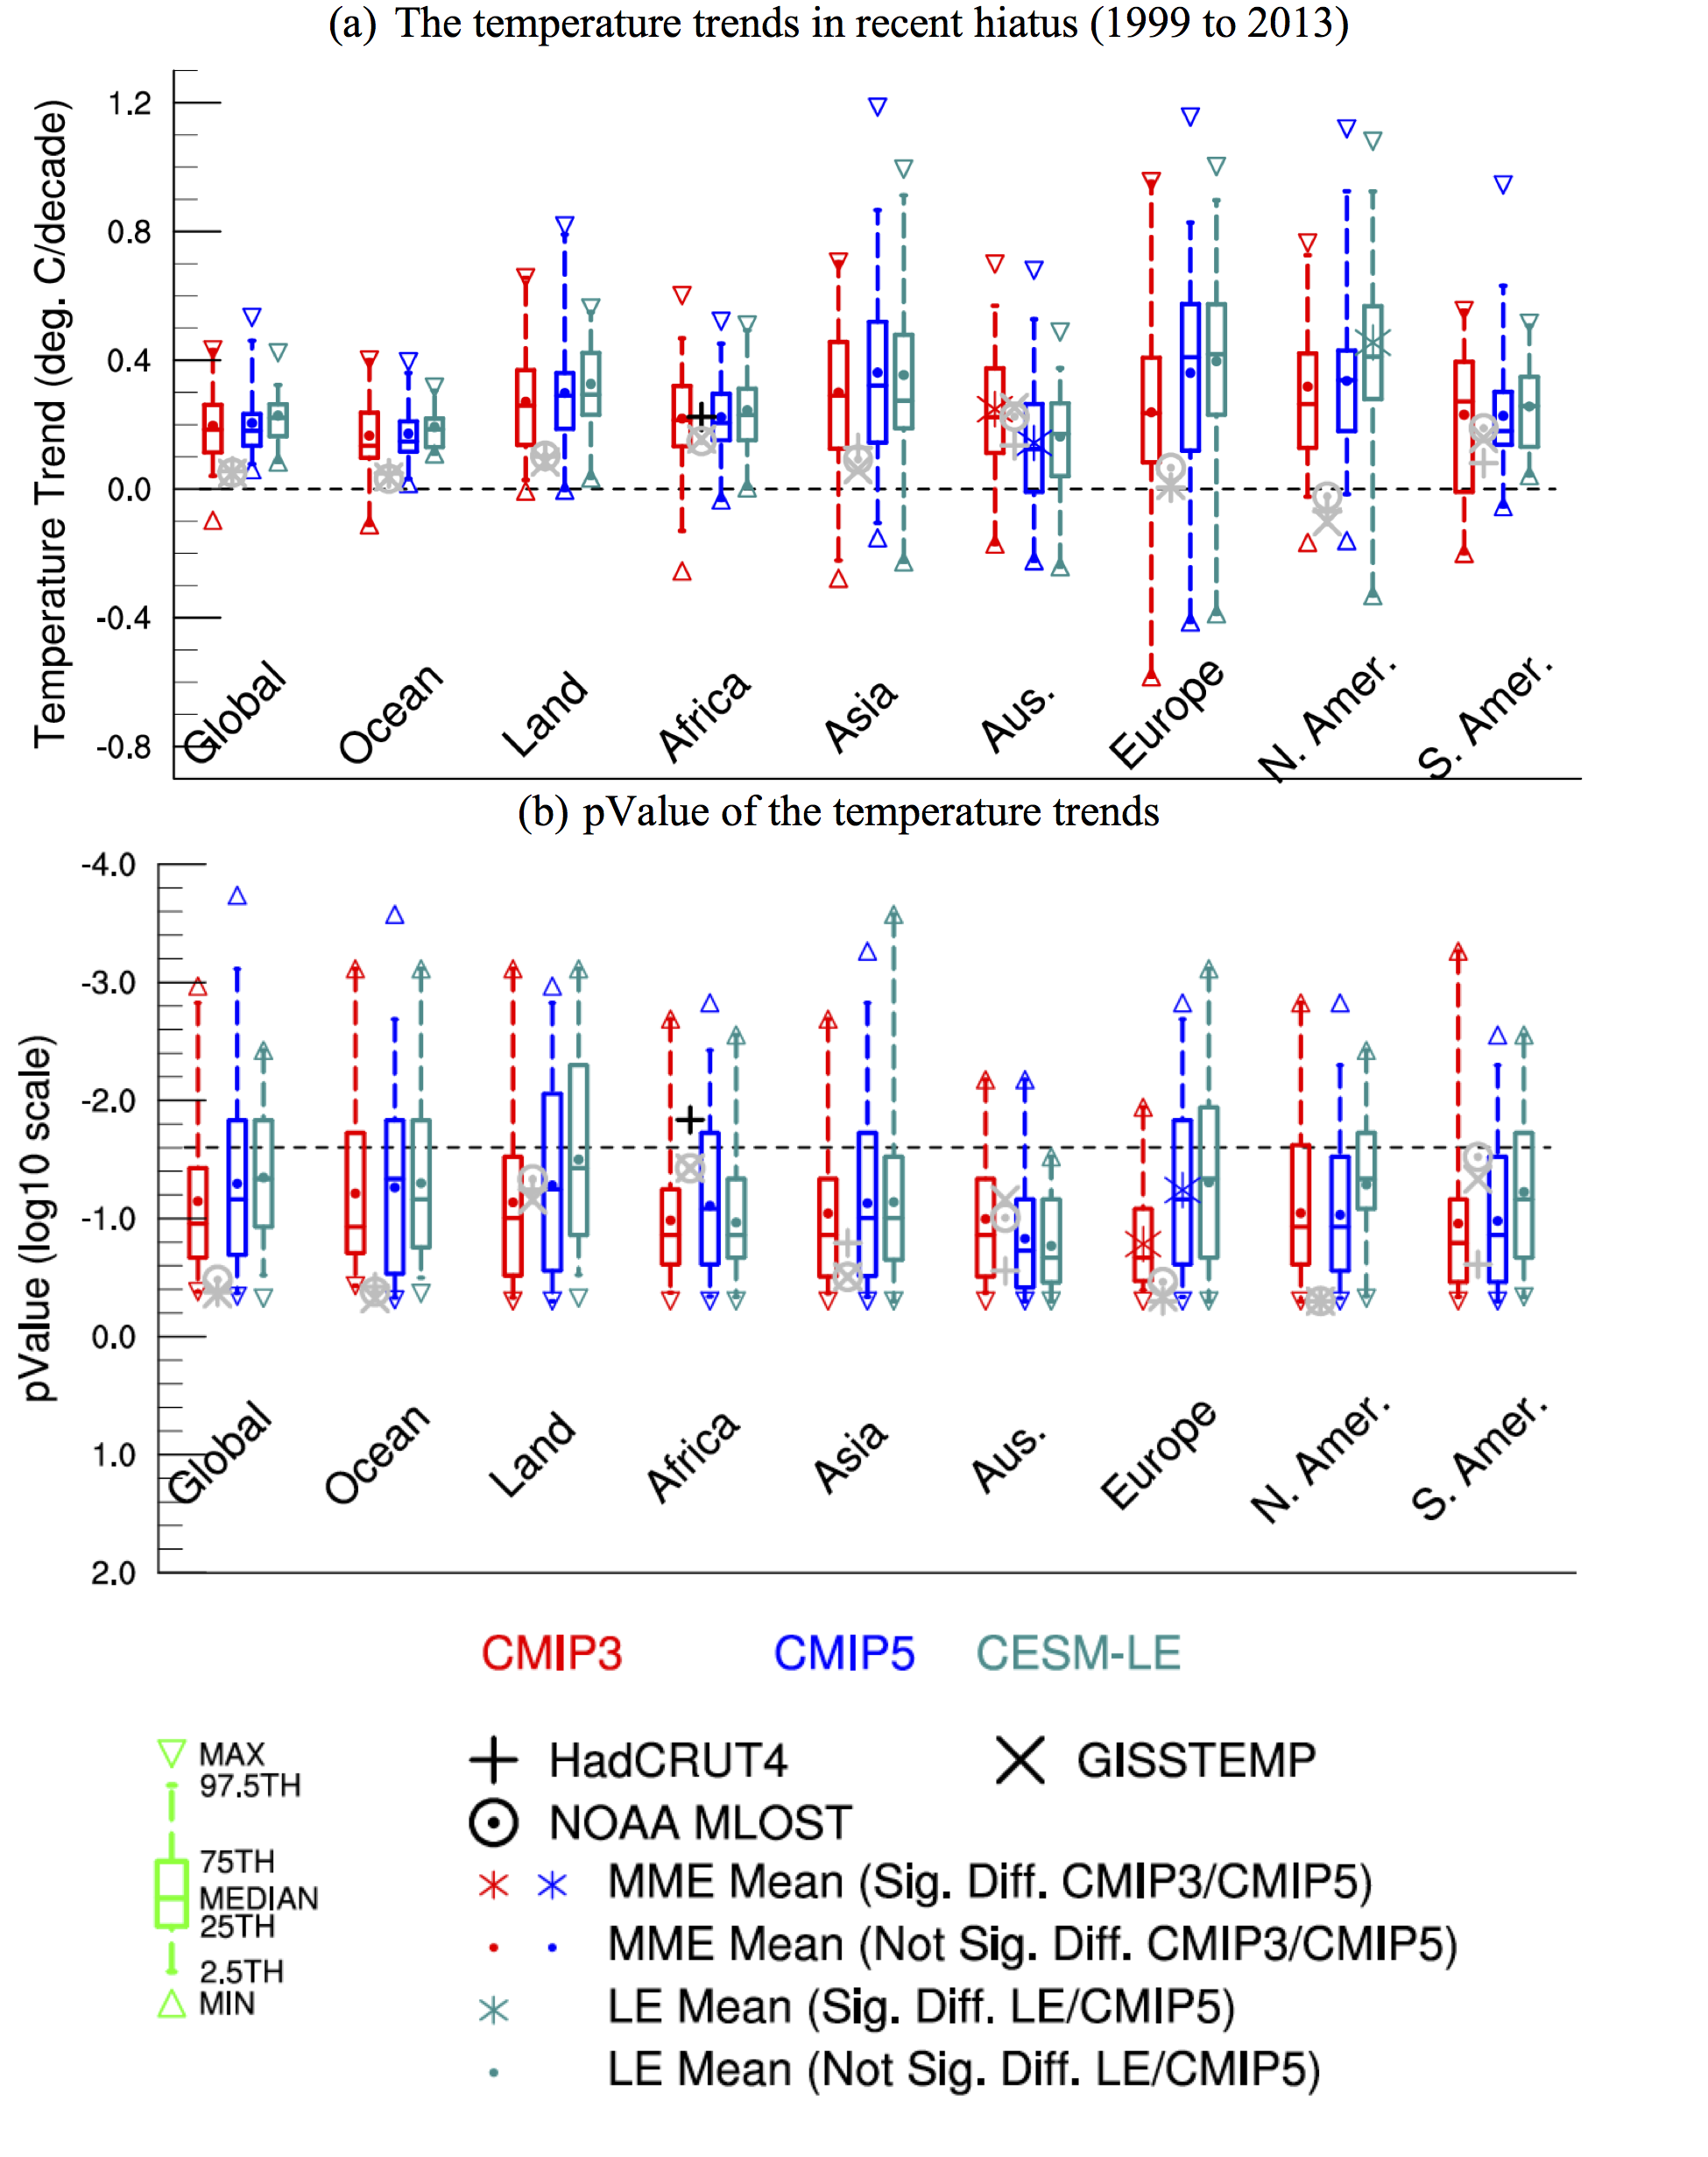 (a) The temperature trends in recent hiatus (1999 to 2013)
Temperature Trend (deg. C/decade)
1.2
0.8
0.4
0.0
-0.4
-0.8
Global
Ocean
Land
Africa
Asia
Aus.
Europe
N. Amer.
S. Amer.
(b) pValue of the temperature trends
pValue (log10 scale)
-4.0
-3.0
-2.0
-1.0
0.0
1.0
2.0
Global
Ocean
Land
Africa
Asia
Aus.
Europe
N. Amer.
S. Amer.
CMIP3 CMIP5 CESM-LE
MAX
97.5TH
75TH
MEDIAN
25TH
2.5TH
MIN
HadCRUT4 GISSTEMP
NOAA MLOST
MME Mean (Sig. Diff. CMIP3/CMIP5)
MME Mean (Not Sig. Diff. CMIP3/CMIP5)
LE Mean (Sig. Diff. LE/CMIP5)
LE Mean (Not Sig. Diff. LE/CMIP5)